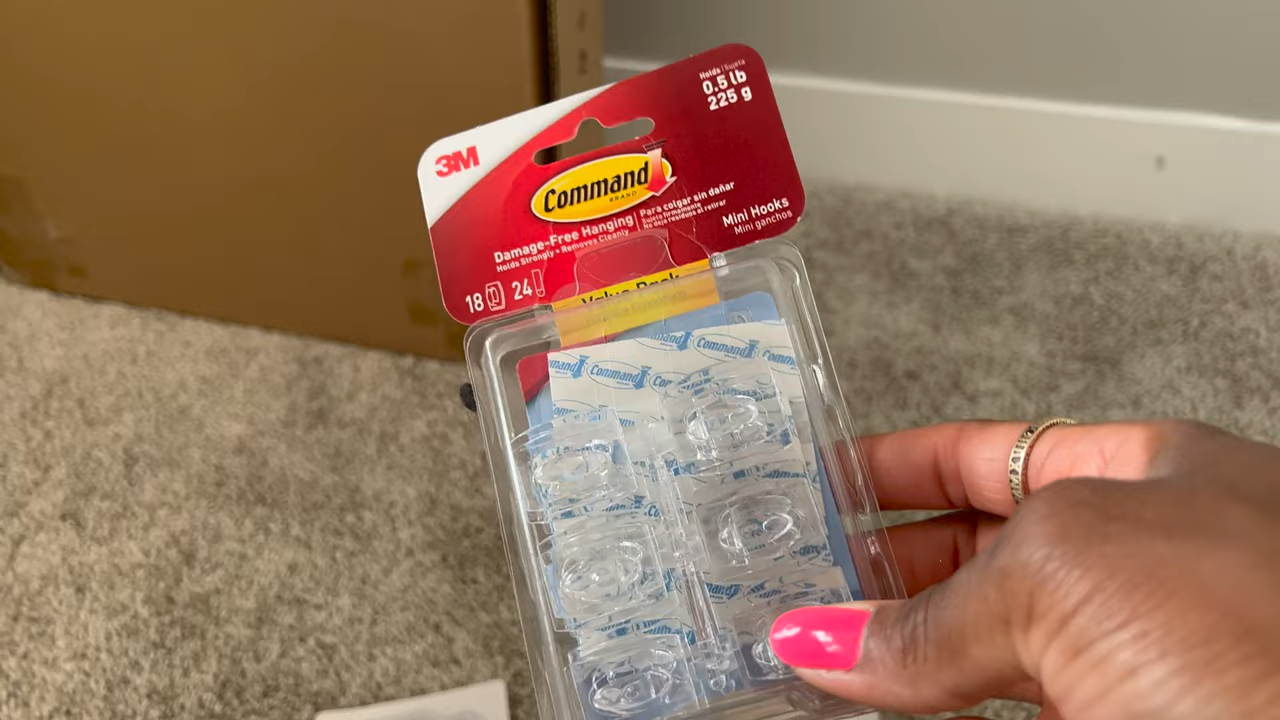 3M
Holds | Sujeta
0.5 lb
225 g
Command
BRAND
Damage-Free Hanging
Holds Strongly • Removes Cleanly
Para colgar sin dañar
Sujeta firmemente
No deja residuos al retirar
Mini Hooks
Mini ganchos
18 24
Value Pack
Command
Command